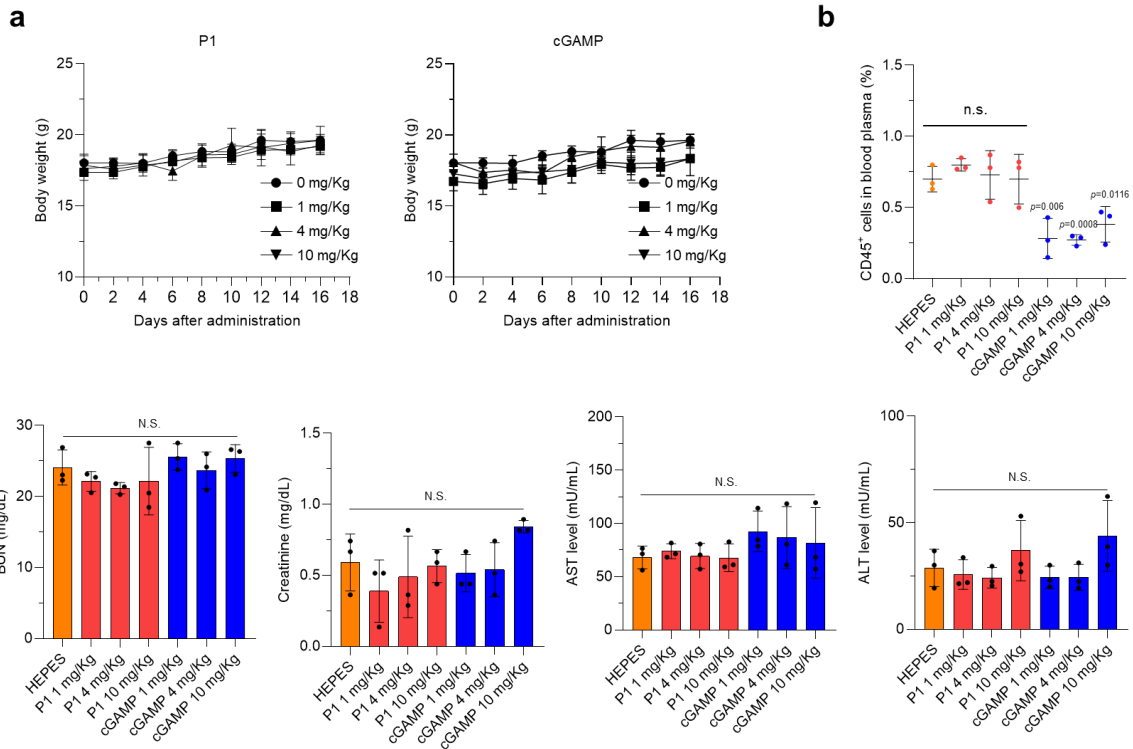 a
b
P1
cGAMP
Body weight (g)
25
20
15
10
0 mg/Kg
1 mg/Kg
4 mg/Kg
10 mg/Kg
0 2 4 6 8 10 12 14 16 18
Days after administration
Body weight (g)
25
20
15
10
0 mg/Kg
1 mg/Kg
4 mg/Kg
10 mg/Kg
0 2 4 6 8 10 12 14 16 18
Days after administration
CD45⁺ cells in blood plasma (%)
1.5
1.0
0.5
0.0
n.s.
p=0.006
p=0.0008
p=0.0116
HEPES
P1 1 mg/Kg
P1 4 mg/Kg
P1 10 mg/Kg
cGAMP 1 mg/Kg
cGAMP 4 mg/Kg
cGAMP 10 mg/Kg
(mg/dL)
30
20
10
0
N.S.
HEPES
P1 1 mg/Kg
P1 4 mg/Kg
P1 10 mg/Kg
cGAMP 1 mg/Kg
cGAMP 4 mg/Kg
cGAMP 10 mg/Kg
Creatinine (mg/dL)
1.5
1.0
0.5
0.0
N.S.
HEPES
P1 1 mg/Kg
P1 4 mg/Kg
P1 10 mg/Kg
cGAMP 1 mg/Kg
cGAMP 4 mg/Kg
cGAMP 10 mg/Kg
AST level (mU/mL)
200
150
100
50
0
N.S.
HEPES
P1 1 mg/Kg
P1 4 mg/Kg
P1 10 mg/Kg
cGAMP 1 mg/Kg
cGAMP 4 mg/Kg
cGAMP 10 mg/Kg
ALT level (mU/mL)
100
50
0
N.S.
HEPES
P1 1 mg/Kg
P1 4 mg/Kg
P1 10 mg/Kg
cGAMP 1 mg/Kg
cGAMP 4 mg/Kg
cGAMP 10 mg/Kg